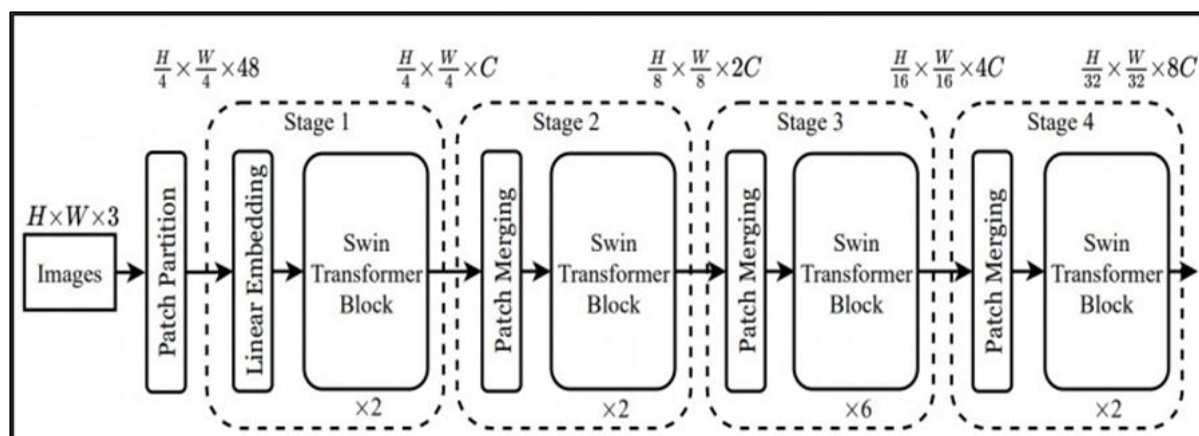 H/4 × W/4 × 48
H/4 × W/4 × C
H/8 × W/8 × 2C
H/16 × W/16 × 4C
H/32 × W/32 × 8C
Stage 1
Stage 2
Stage 3
Stage 4
H×W×3
Images
Patch Partition
Linear Embedding
Swin
Transformer
Block
×2
Patch Merging
Swin
Transformer
Block
×2
Patch Merging
Swin
Transformer
Block
×6
Patch Merging
Swin
Transformer
Block
×2